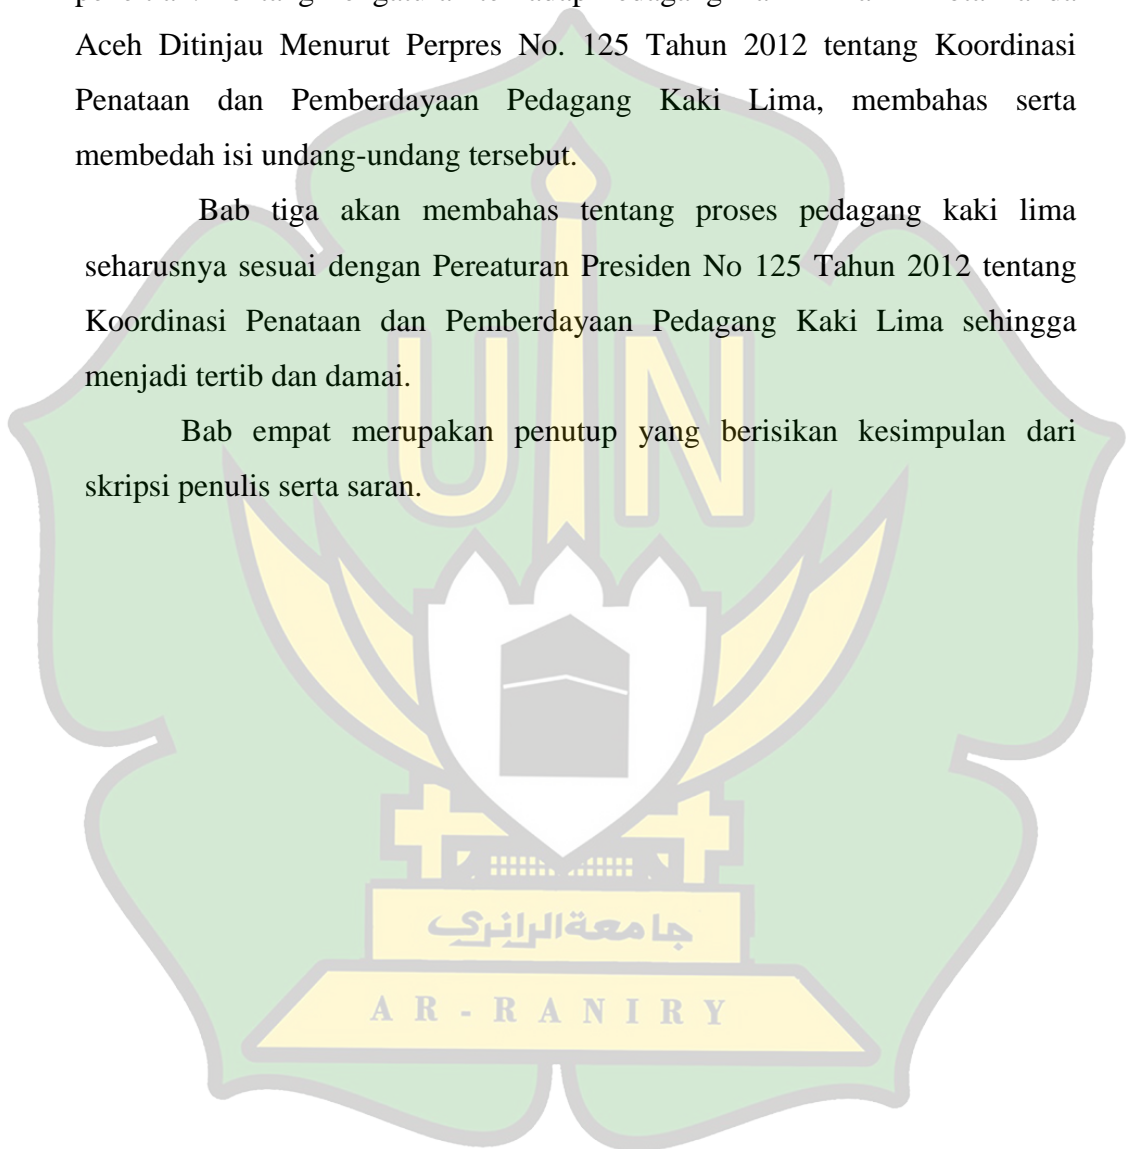 Aceh Ditinjau Menurut Perpres No. 125 Tahun 2012 tentang Koordinasi
Penataan dan Pemberdayaan Pedagang Kaki Lima, membahas serta
membedah isi undang-undang tersebut.
Bab tiga akan membahas tentang proses pedagang kaki lima
seharusnya sesuai dengan Pereaturan Presiden No 125 Tahun 2012 tentang
Koordinasi Penataan dan Pemberdayaan Pedagang Kaki Lima sehingga
menjadi tertib dan damai.
Bab empat merupakan penutup yang berisikan kesimpulan dari
skripsi penulis serta saran.
UIN
جامعة الرانري
AR-RANIRY